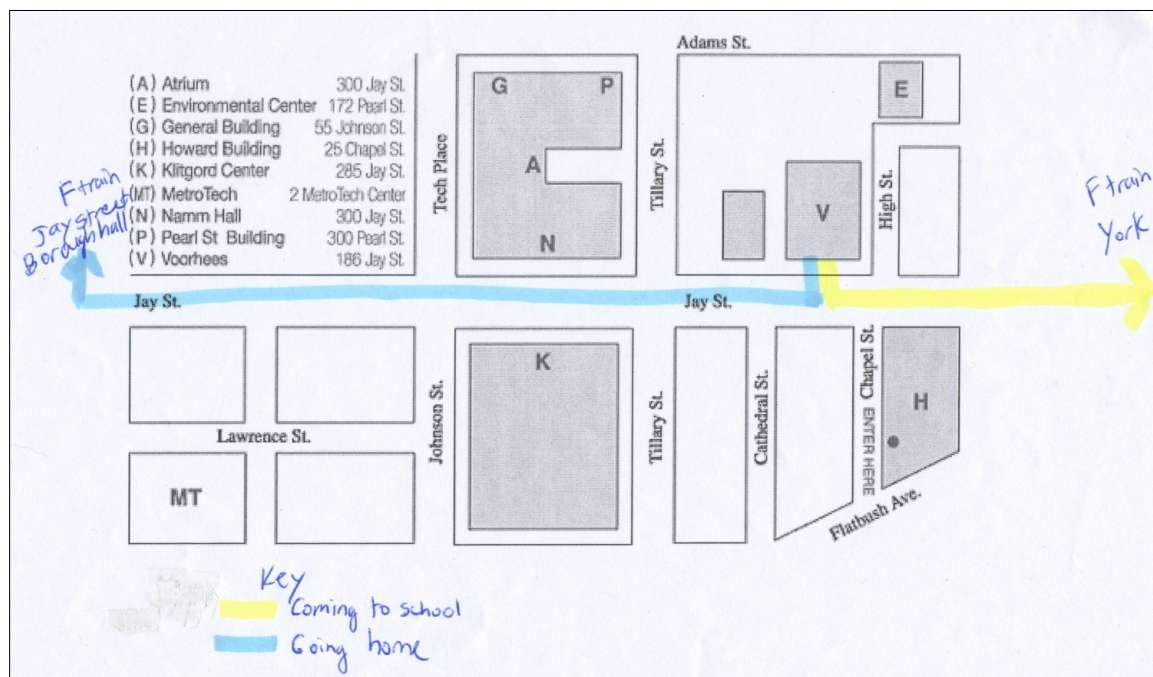 Adams St.
(A) Atrium 300 Jay St.
(E) Environmental Center 172 Pearl St.
(G) General Building 55 Johnson St.
(H) Howard Building 25 Chapel St.
(K) Klitgord Center 285 Jay St.
(MT) MetroTech 2 MetroTech Center
(N) Namm Hall 300 Jay St.
(P) Pearl St Building 300 Pearl St.
(V) Voorhees 186 Jay St.
F train
Jaystreet
Boroughhall
Tech Place
G P
A
N
Tillary St.
E
V
High St.
F train
York
Jay St.
Jay St.
Lawrence St.
MT
Johnson St.
K
Tillary St.
Cathedral St.
Chapel St.
ENTER HERE
H
Flatbush Ave.
Key
Coming to school
Going home